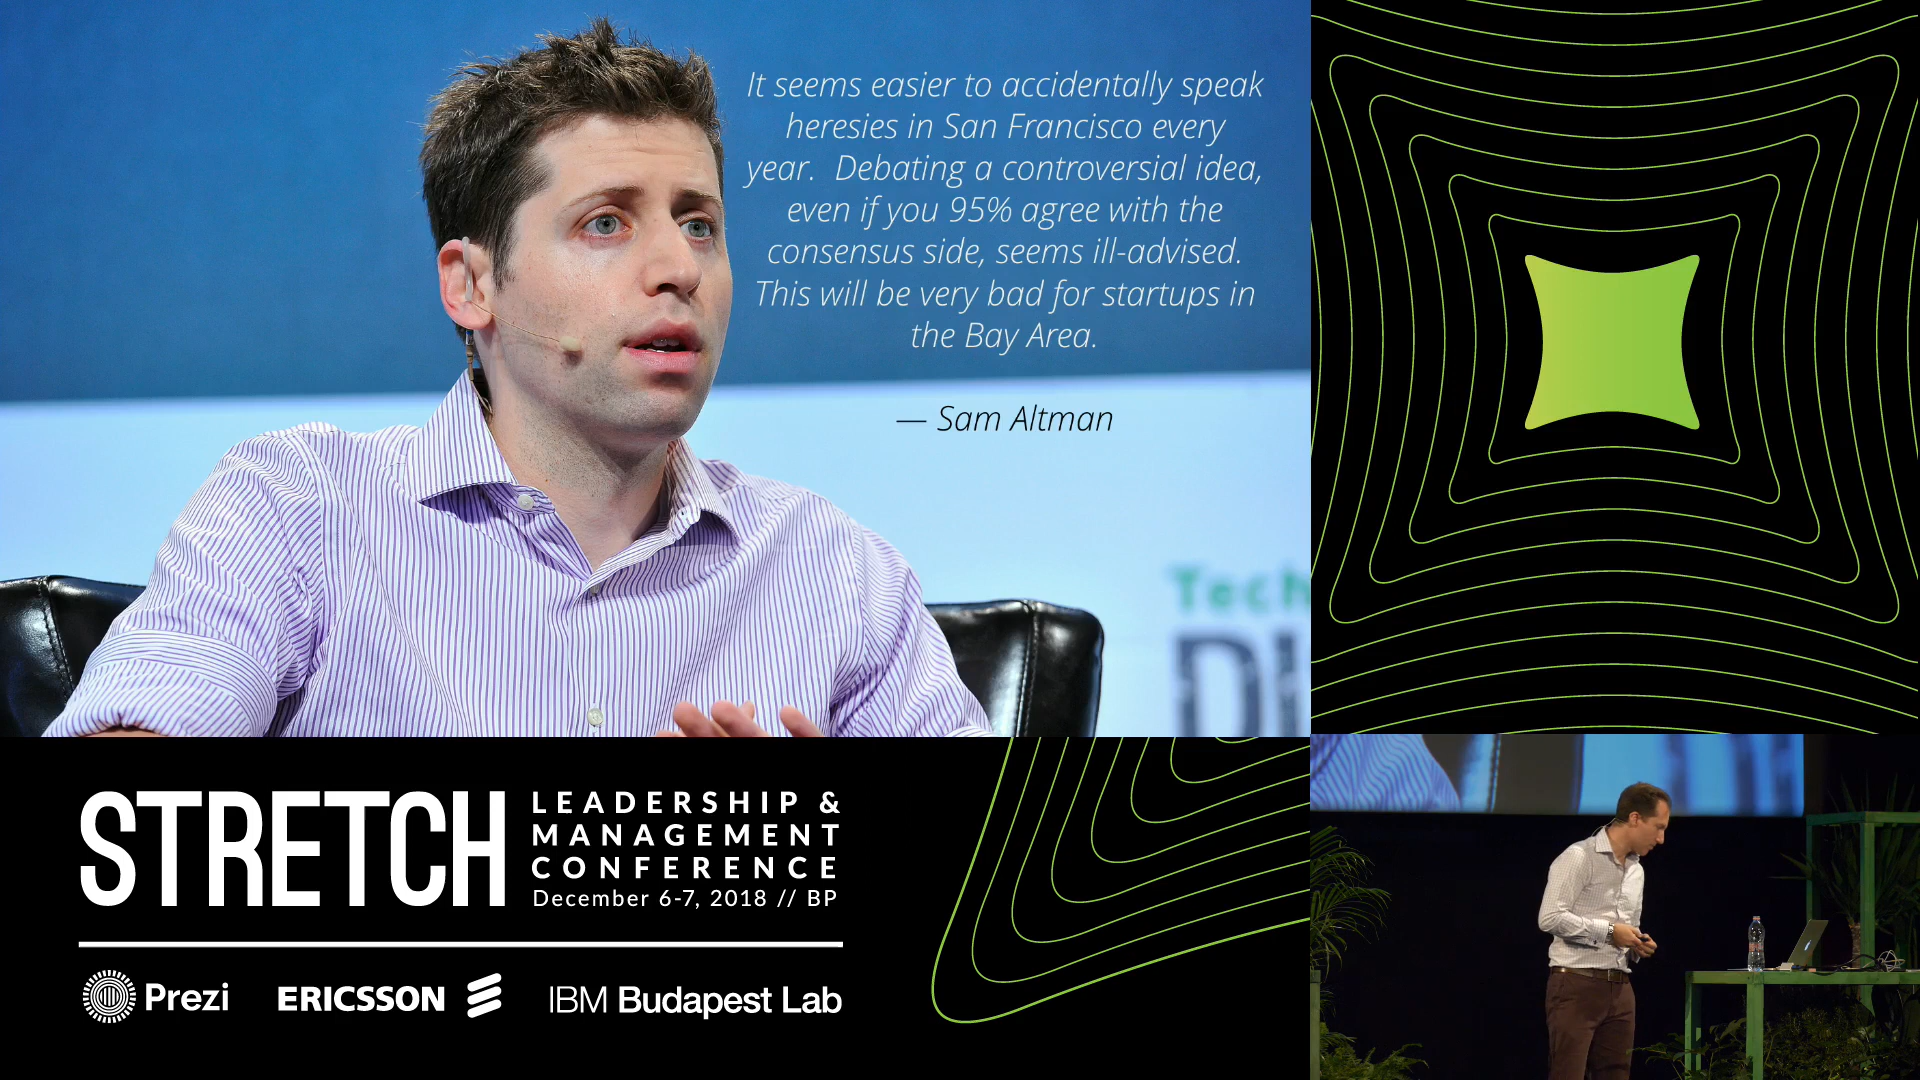 It seems easier to accidentally speak
heresies in San Francisco every
year.  Debating a controversial idea,
even if you 95% agree with the
consensus side, seems ill-advised.
This will be very bad for startups in
the Bay Area.
— Sam Altman
Tech
STRETCH
LEADERSHIP &
MANAGEMENT
CONFERENCE
December 6-7, 2018 // BP
Prezi
ERICSSON
IBM Budapest Lab